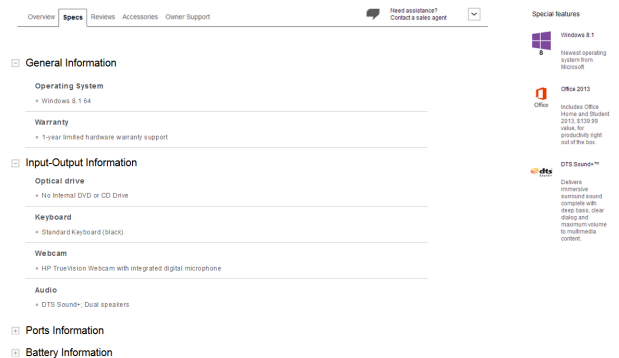 Overview Specs Reviews Accessories Owner Support
Need assistance?
Contact a sales agent
General Information
Operating System
Windows 8.1 64
Warranty
1-year limited hardware warranty support
Input-Output Information
Optical drive
No Internal DVD or CD Drive
Keyboard
Standard Keyboard (black)
Webcam
HP TrueVision Webcam with integrated digital microphone
Audio
DTS Sound+; Dual speakers
Ports Information
Battery Information
Special features
8
Windows 8.1
Newest operating
system from
Microsoft
Office
Office 2013
Includes Office
Home and Student
2013, $139.99
value, for
productivity right
out of the box.
dts
Sound+
DTS Sound+™
Delivers
immersive
surround sound
complete with
deep bass, clear
dialog and
maximum volume
to multimedia
content.